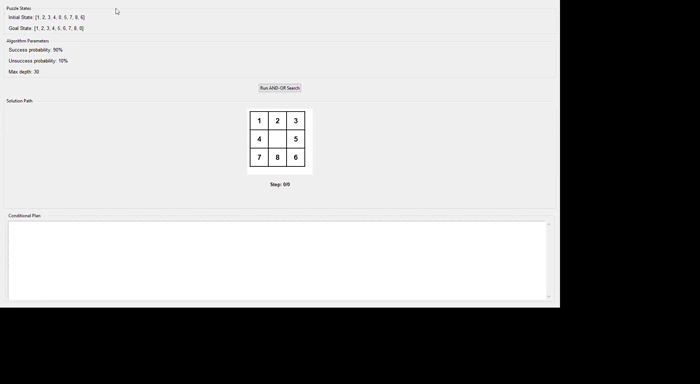 Puzzle States
Initial State: [1, 2, 3, 4, 0, 5, 7, 8, 6]
Goal State: [1, 2, 3, 4, 5, 6, 7, 8, 0]
Algorithm Parameters
Success probability: 90%
Unsuccess probability: 10%
Max depth: 30
Run AND-OR Search
Solution Path
1 2 3
4 5
7 8 6
Step: 0/0
Conditional Plan